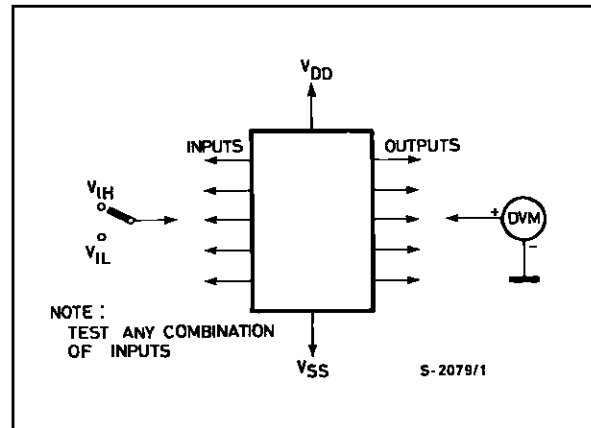 VDD
INPUTS
OUTPUTS
VIH
VIL
+
DVM
−
NOTE :
TEST ANY COMBINATION
OF INPUTS
VSS
S-2079/1